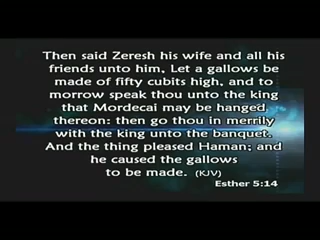 Then said Zeresh his wife and all his
friends unto him, Let a gallows be
made of fifty cubits high, and to
morrow speak thou unto the king
that Mordecai may be hanged
thereon: then go thou in merrily
with the king unto the banquet.
And the thing pleased Haman; and
he caused the gallows
to be made. (KJV)
Esther 5:14